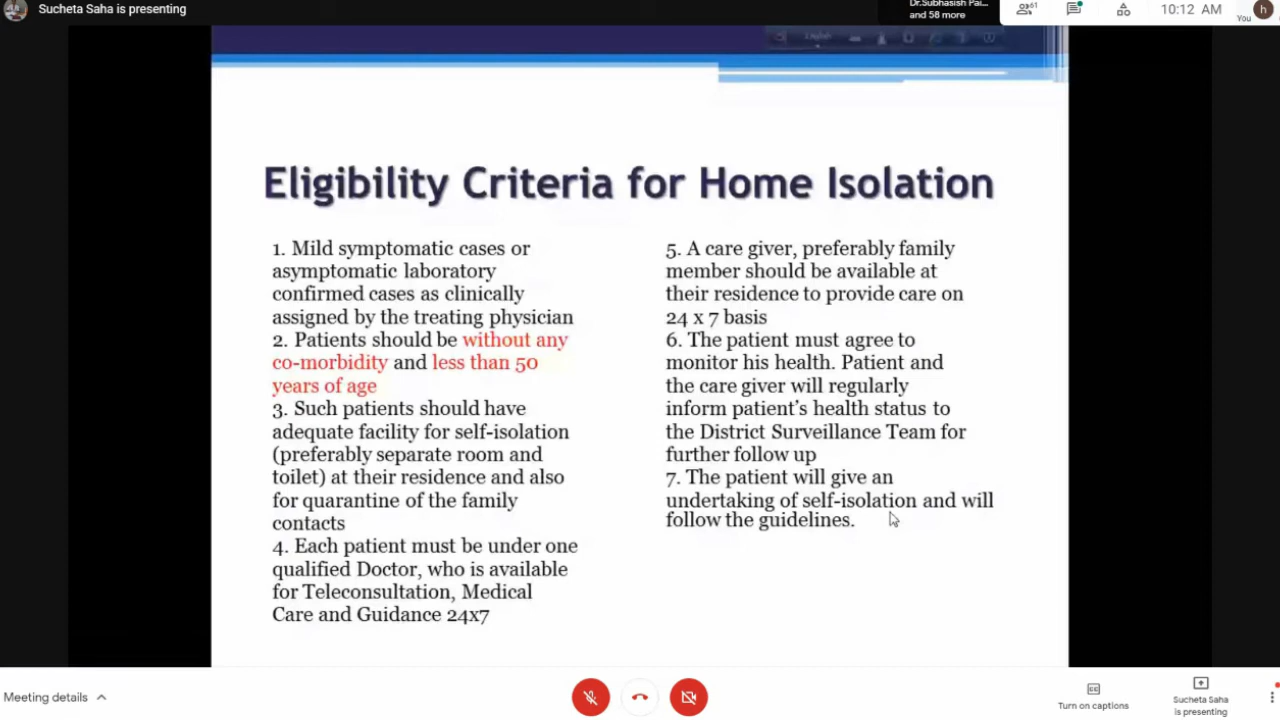 Sucheta Saha is presenting
Dr.Subhasish Pai...
and 58 more
61
10:12 AM
You
h
Eligibility Criteria for Home Isolation
1. Mild symptomatic cases or
asymptomatic laboratory
confirmed cases as clinically
assigned by the treating physician
2. Patients should be without any
co-morbidity and less than 50
years of age
3. Such patients should have
adequate facility for self-isolation
(preferably separate room and
toilet) at their residence and also
for quarantine of the family
contacts
4. Each patient must be under one
qualified Doctor, who is available
for Teleconsultation, Medical
Care and Guidance 24x7
5. A care giver, preferably family
member should be available at
their residence to provide care on
24 x 7 basis
6. The patient must agree to
monitor his health. Patient and
the care giver will regularly
inform patient's health status to
the District Surveillance Team for
further follow up
7. The patient will give an
undertaking of self-isolation and will
follow the guidelines.
Meeting details
Turn on captions
Sucheta Saha
is presenting